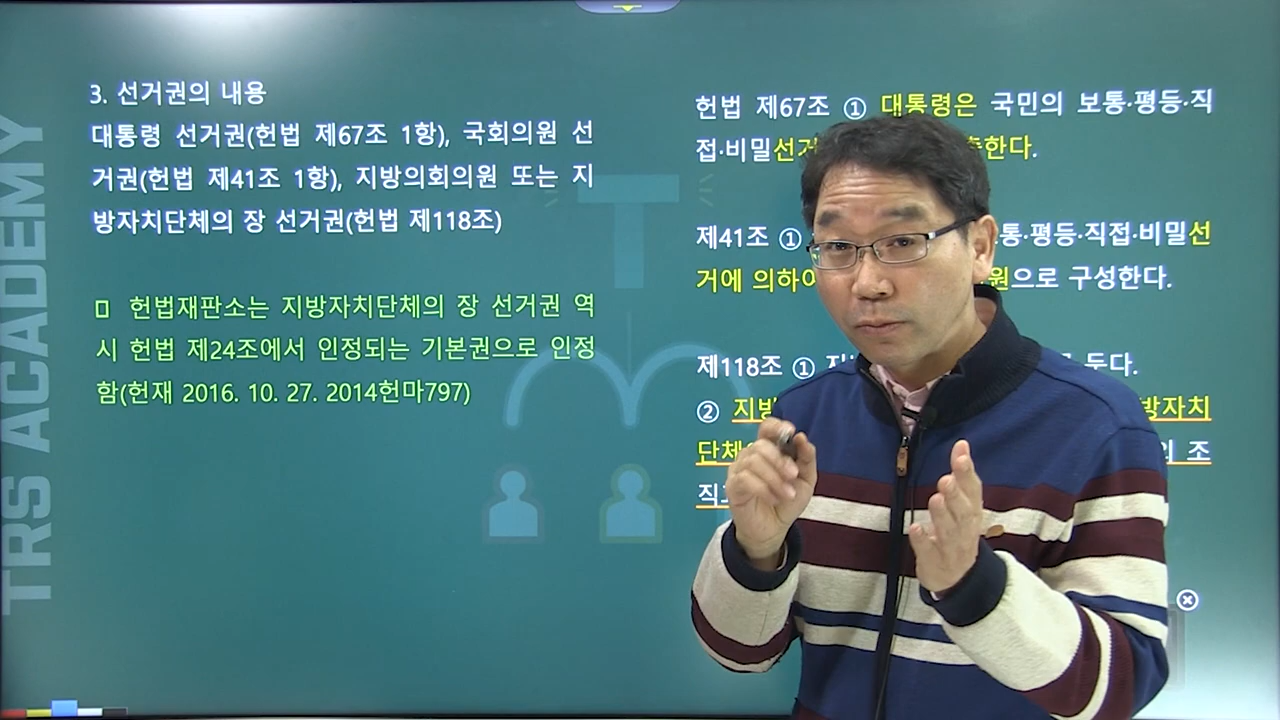 3. 선거권의 내용
대통령 선거권(헌법 제67조 1항), 국회의원 선
거권(헌법 제41조 1항), 지방의회의원 또는 지
방자치단체의 장 선거권(헌법 제118조)
헌법재판소는 지방자치단체의 장 선거권 역
시 헌법 제24조에서 인정되는 기본권으로 인정
함(헌재 2016. 10. 27. 2014헌마797)
헌법 제67조 ① 대통령은 국민의 보통·평등·직
접·비밀선거 한다.
제41조 ① 통·평등·직접·비밀선
거에 의하여 원으로 구성한다.
제118조 ① 둔다.
② 지방 방자치
단체 의 조
TRS ACADEMY